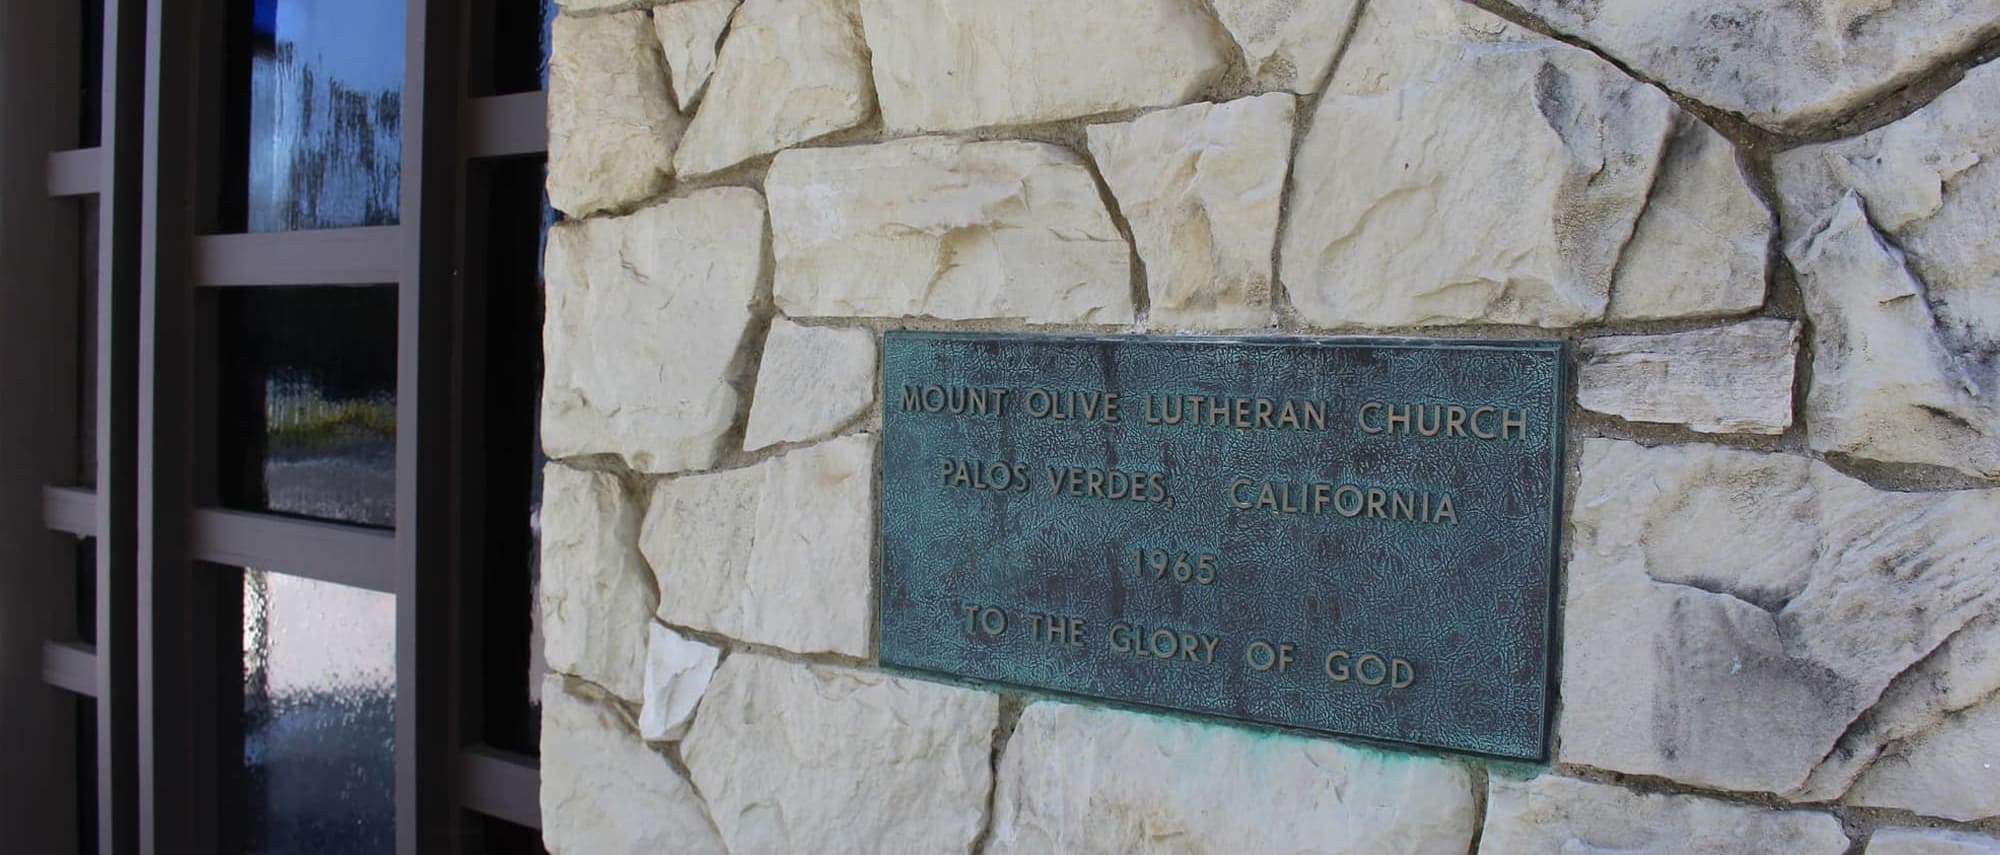 MOUNT OLIVE LUTHERAN CHURCH
PALOS VERDES, CALIFORNIA
1965
TO THE GLORY OF GOD